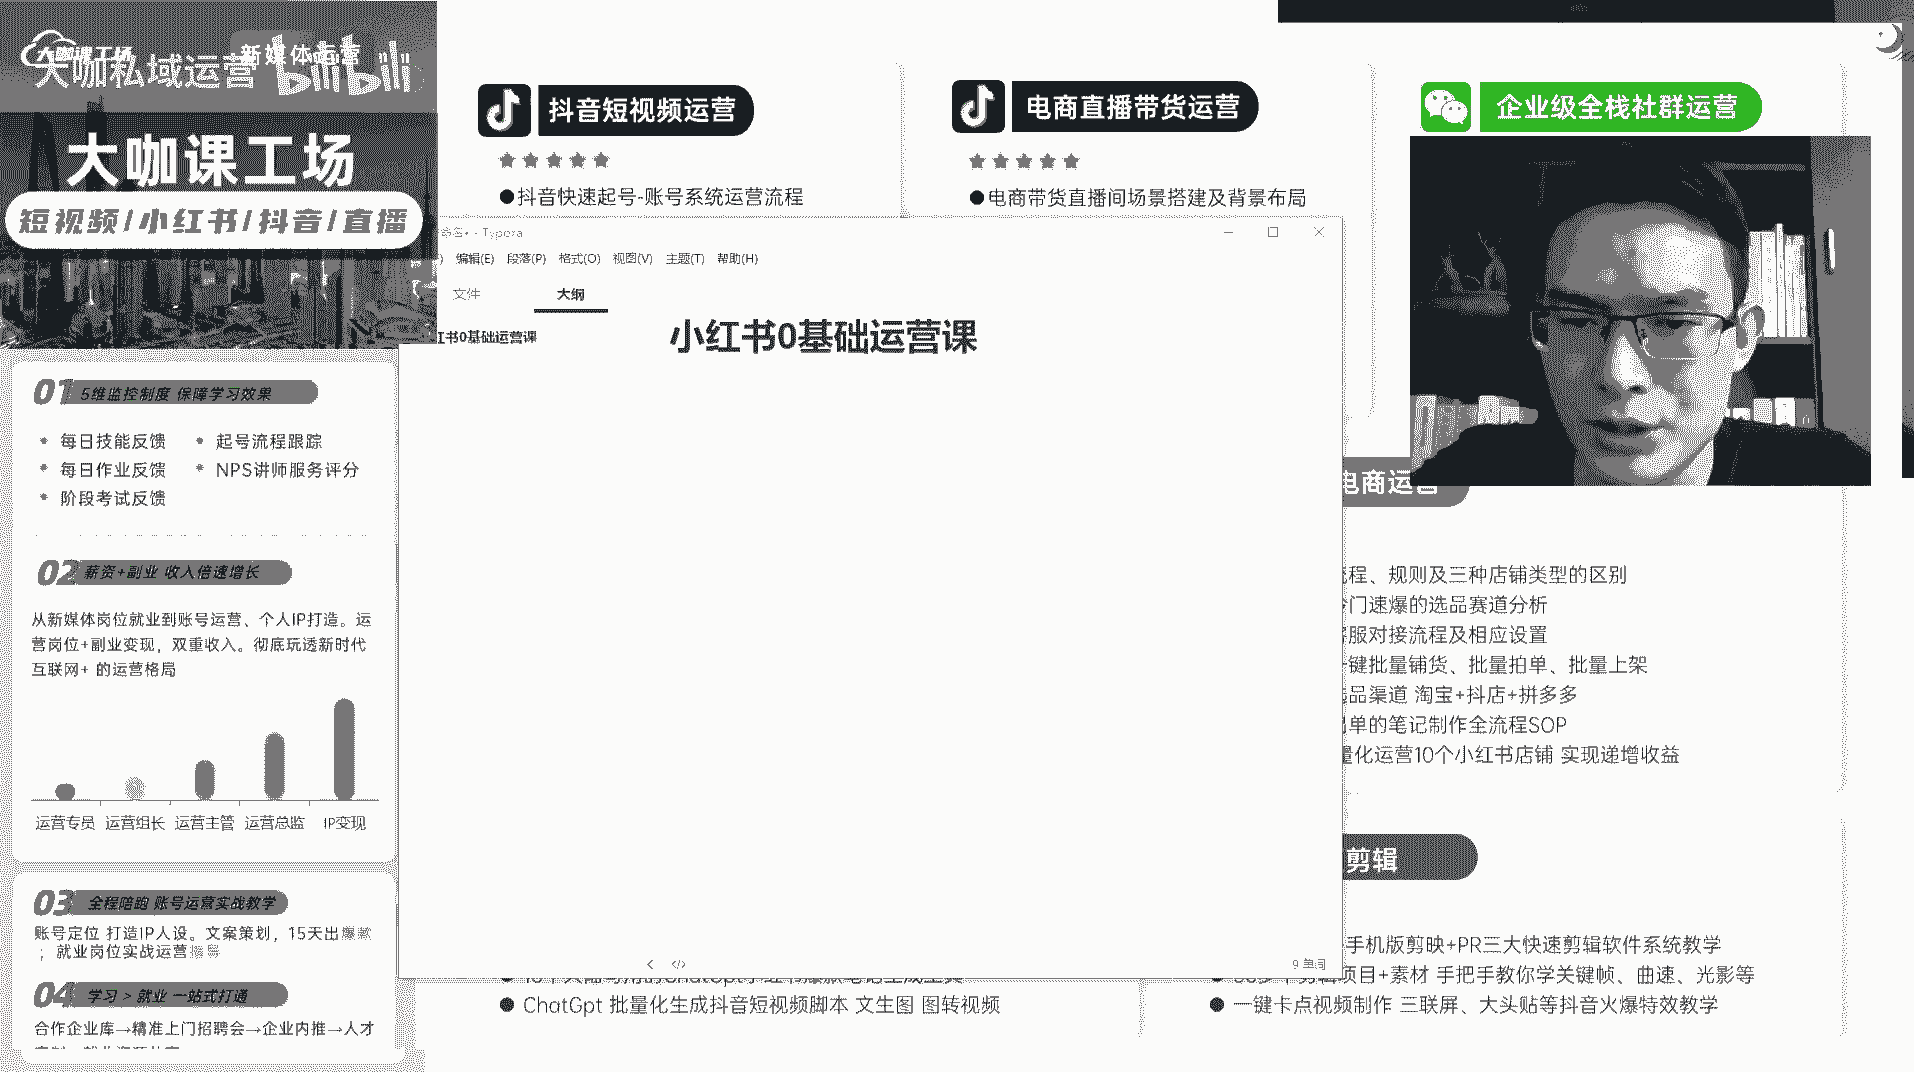 大咖课工场
新媒体运营
大咖私域运营
bilibili
大咖课工场
短视频/小红书/抖音/直播
01
5维监控制度 保障学习效果
每日技能反馈
起号流程跟踪
每日作业反馈
NPS讲师服务评分
阶段考试反馈
02
薪资+副业 收入倍速增长
从新媒体岗位就业到账号运营、个人IP打造。运
营岗位+副业变现，双重收入。彻底玩透新时代
互联网+ 的运营格局
运营专员 运营组长 运营主管 运营总监 IP变现
03
全程陪跑 账号运营实战教学
账号定位 打造IP人设。文案策划，15天出爆款
；就业岗位实战运营指导
04
学习 > 就业 一站式打通
合作企业库→精准上门招聘会→企业内推→人才
抖音短视频运营
●抖音快速起号-账号系统运营流程
电商直播带货运营
●电商带货直播间场景搭建及背景布局
企业级全栈社群运营
Typora
编辑(E) 段落(P) 格式(O) 视图(V) 主题(T) 帮助(H)
文件
大纲
书0基础运营课
小红书0基础运营课
9 单词
电商运营
流程、规则及三种店铺类型的区别
门速爆的选品赛道分析
客服对接流程及相应设置
一键批量铺货、批量拍单、批量上架
选品渠道 淘宝+抖店+拼多多
出单的笔记制作全流程SOP
量化运营10个小红书店铺 实现递增收益
剪辑
手机版剪映+PR三大快速剪辑软件系统教学
项目+素材 手把手教你学关键帧、曲速、光影等
● 一键卡点视频制作 三联屏、大头贴等抖音火爆特效教学
● ChatGpt 批量化生成抖音短视频脚本 文生图 图转视频